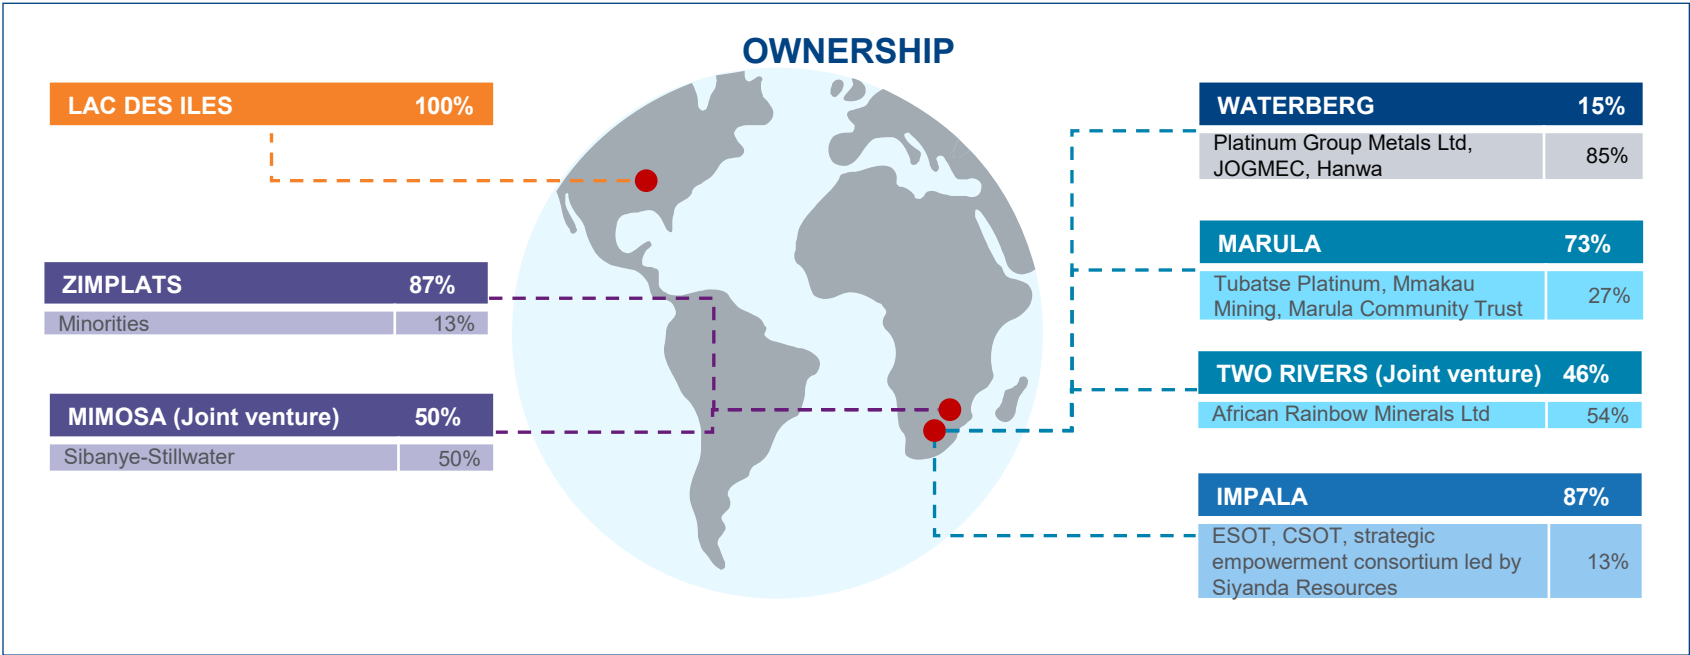 OWNERSHIP
LAC DES ILES 100%
ZIMPLATS 87%
Minorities 13%
MIMOSA (Joint venture) 50%
Sibanye-Stillwater 50%
WATERBERG 15%
Platinum Group Metals Ltd,
JOGMEC, Hanwa
85%
MARULA 73%
Tubatse Platinum, Mmakau
Mining, Marula Community Trust
27%
TWO RIVERS (Joint venture) 46%
African Rainbow Minerals Ltd 54%
IMPALA 87%
ESOT, CSOT, strategic
empowerment consortium led by
Siyanda Resources
13%